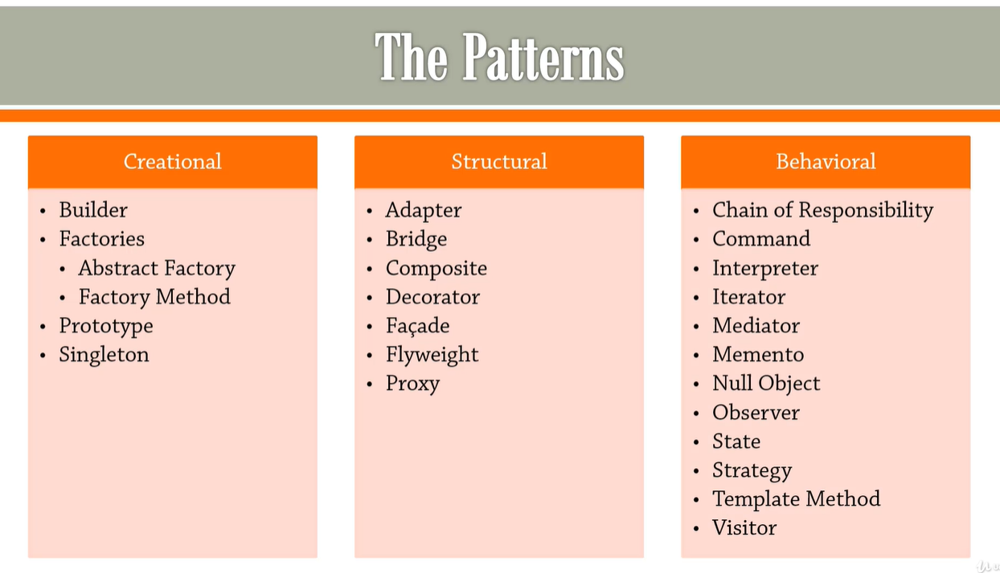 The Patterns
Creational
Builder
Factories
Abstract Factory
Factory Method
Prototype
Singleton
Structural
Adapter
Bridge
Composite
Decorator
Façade
Flyweight
Proxy
Behavioral
Chain of Responsibility
Command
Interpreter
Iterator
Mediator
Memento
Null Object
Observer
State
Strategy
Template Method
Visitor